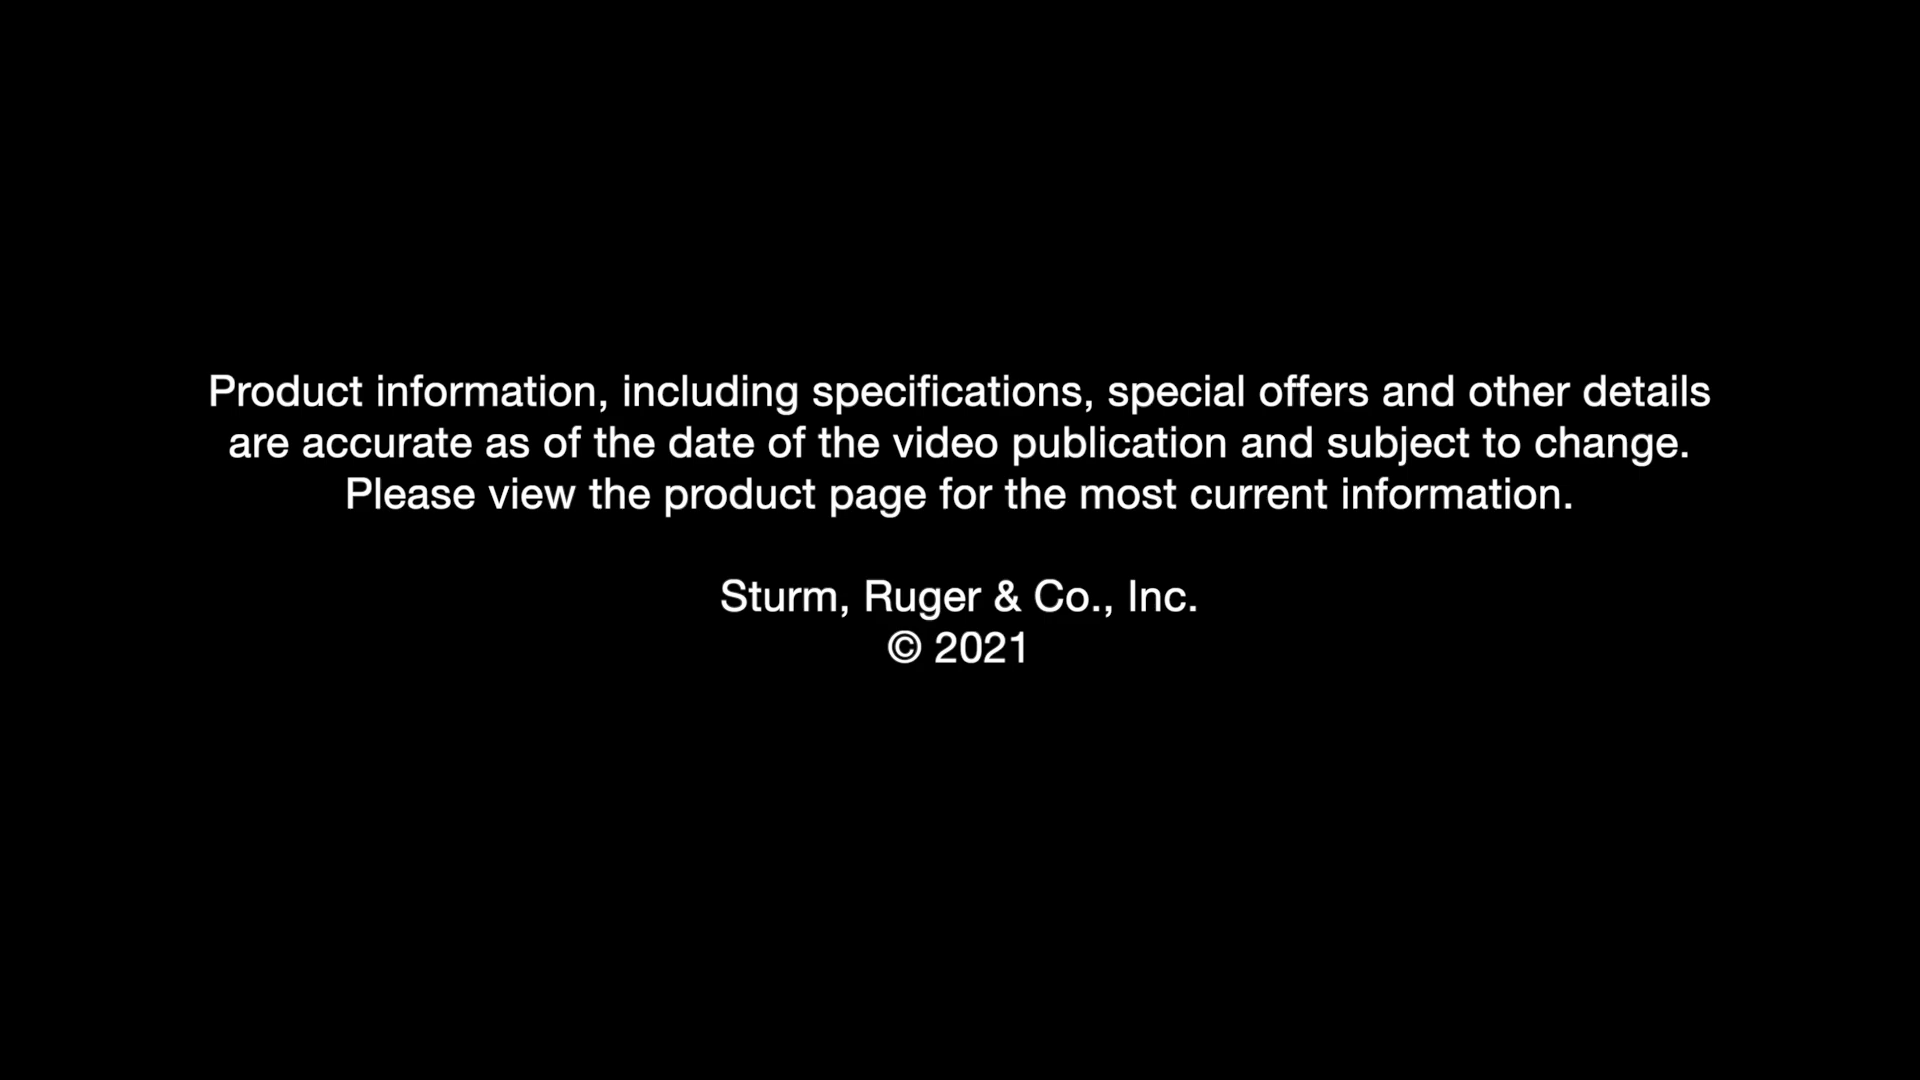 Product information, including specifications, special offers and other details
are accurate as of the date of the video publication and subject to change.
Please view the product page for the most current information.
Sturm, Ruger & Co., Inc.
© 2021